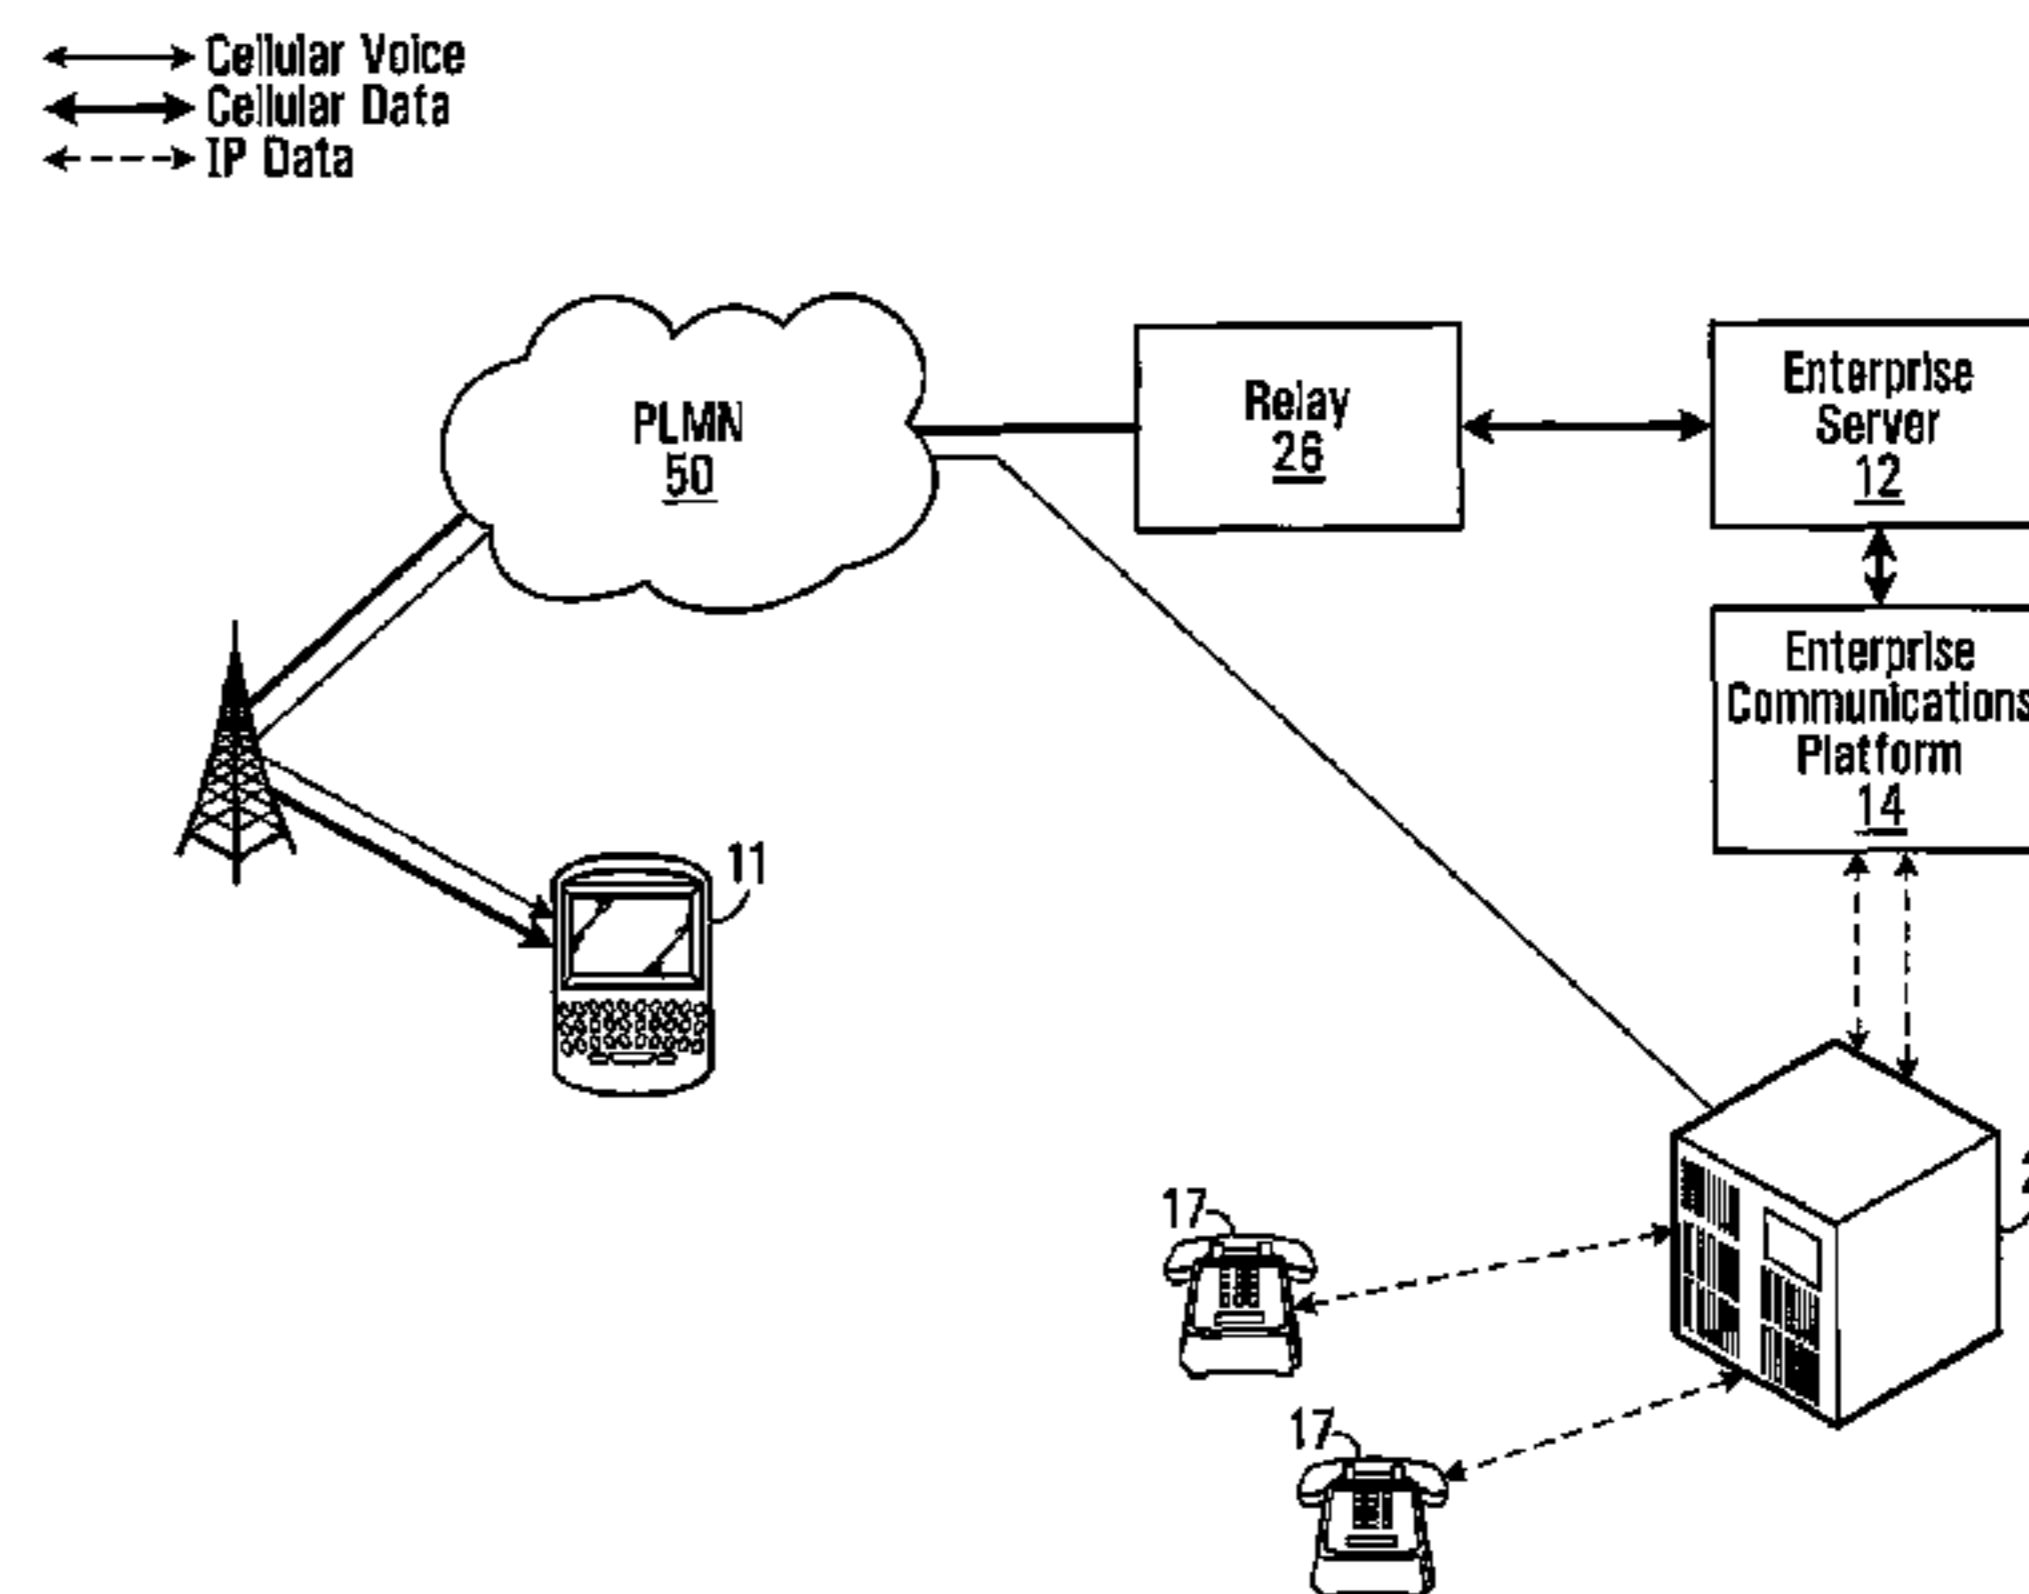 Cellular Voice
Cellular Data
IP Data
PLMN
50
Relay
26
Enterprise
Server
12
Enterprise
Communications
Platform
14
11
17
17